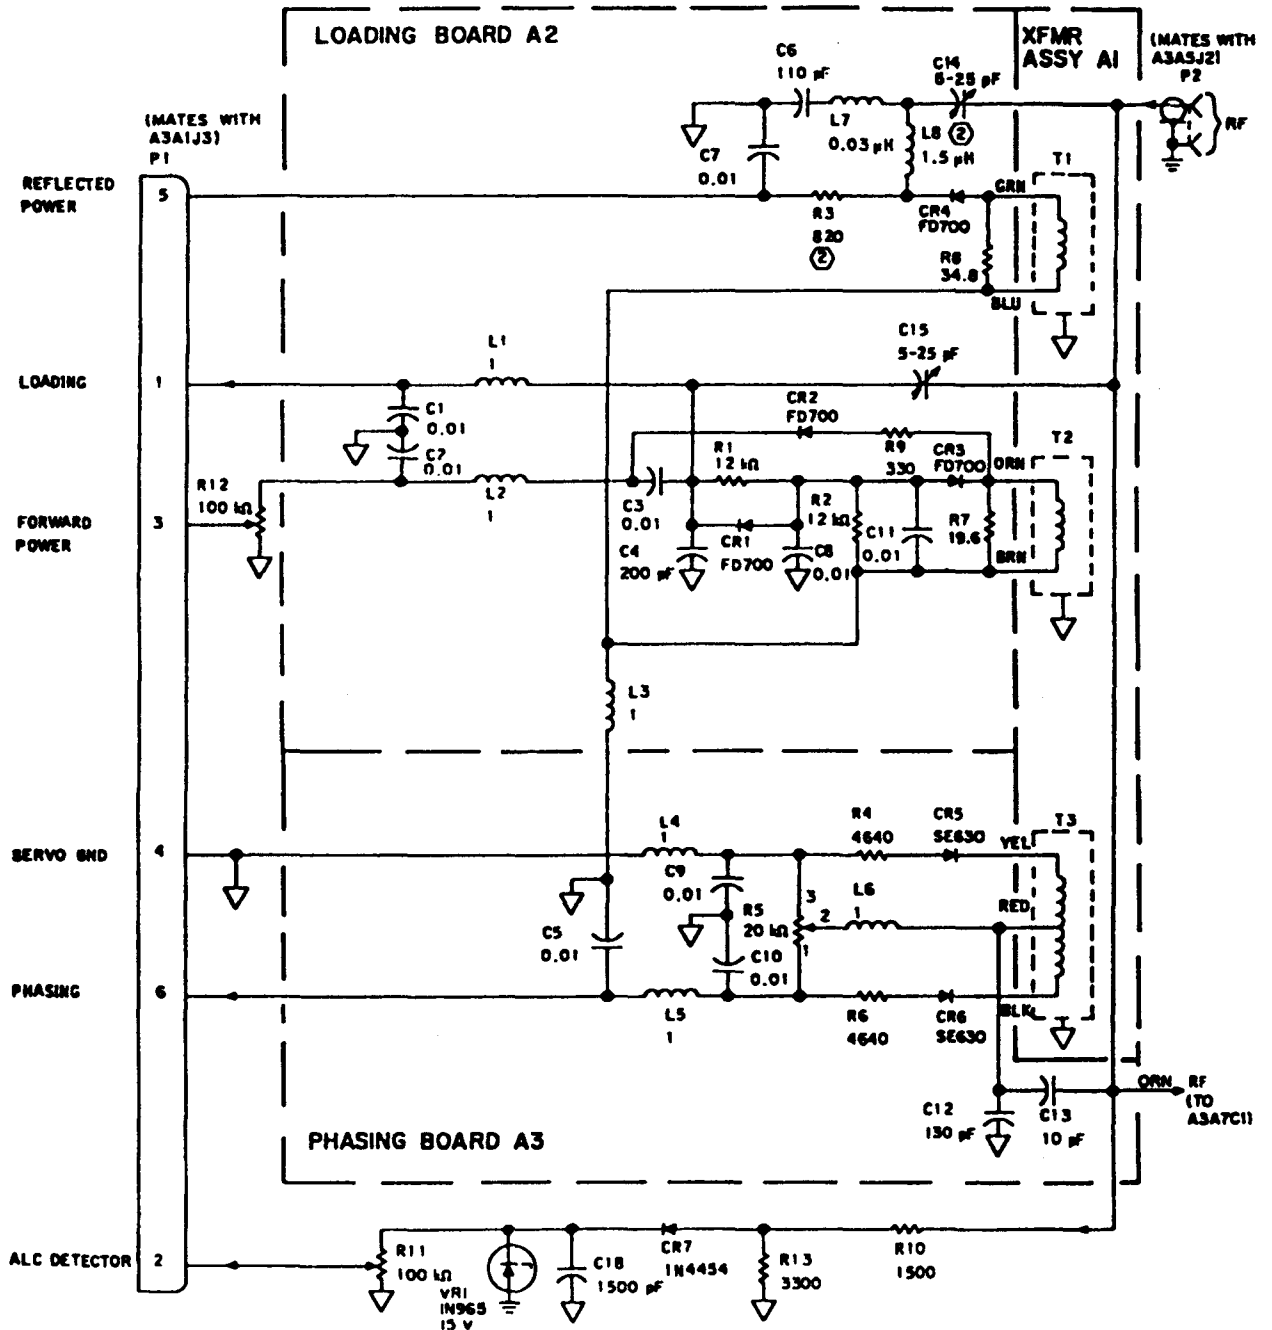 LOADING BOARD A2
XFMR
ASSY A1
(MATES WITH
A3A5J2)
P2
RF
C6
110 pF
C14
5-25 pF
L7
0.03 µH
L8 2
1.5 µH
C7
0.01
(MATES WITH
A3A1J3)
P1
REFLECTED
POWER
5
R3
820
2
CR4
FD700
GRN
T1
R8
34.8
BLU
C15
5-25 pF
L1
1
LOADING
1
CR2
FD700
C1
0.01
C7
0.01
R9
330
CR3
FD700
ORN
T2
R1
12 kΩ
L2
1
R12
100 kΩ
FORWARD
POWER
3
C3
0.01
R2
12 kΩ
C11
0.01
R7
19.6
C4
200 pF
CR1
FD700
C8
0.01
BRN
L3
1
SERVO GND
4
L4
1
R4
4640
CR5
SE630
YEL
T3
C9
0.01
3
2
1
L6
1
RED
R5
20 kΩ
C5
0.01
C10
0.01
PHASING
6
L5
1
R6
4640
CR6
SE630
BLK
ORN
RF
(TO
A3A7C1)
C12
130 pF
C13
10 pF
PHASING BOARD A3
ALC DETECTOR
2
R11
100 kΩ
VR1
1N965
15 V
C18
1500 pF
CR7
1N4454
R13
3300
R10
1500